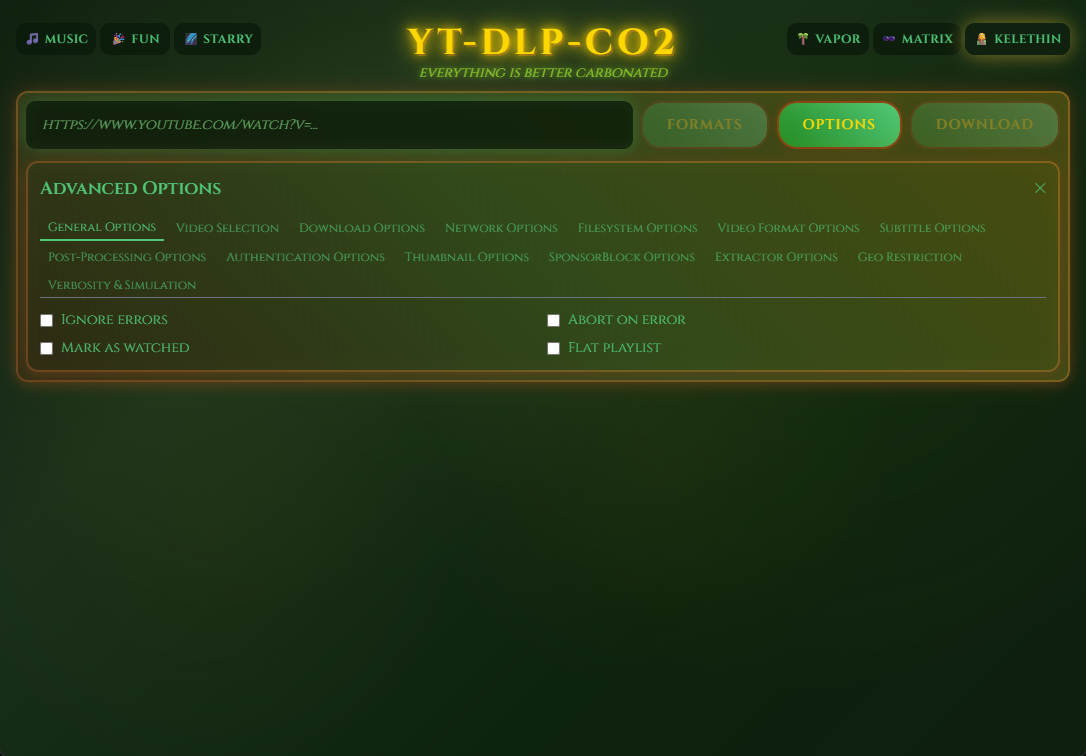 MUSIC FUN STARRY
YT-DLP-CO2
EVERYTHING IS BETTER CARBONATED
VAPOR MATRIX KELETHIN
HTTPS://WWW.YOUTUBE.COM/WATCH?V=...
FORMATS OPTIONS DOWNLOAD
Advanced Options
General Options Video Selection Download Options Network Options Filesystem Options Video Format Options Subtitle Options
Post-Processing Options Authentication Options Thumbnail Options SponsorBlock Options Extractor Options Geo Restriction
Verbosity & Simulation
Ignore errors Abort on error
Mark as watched Flat playlist